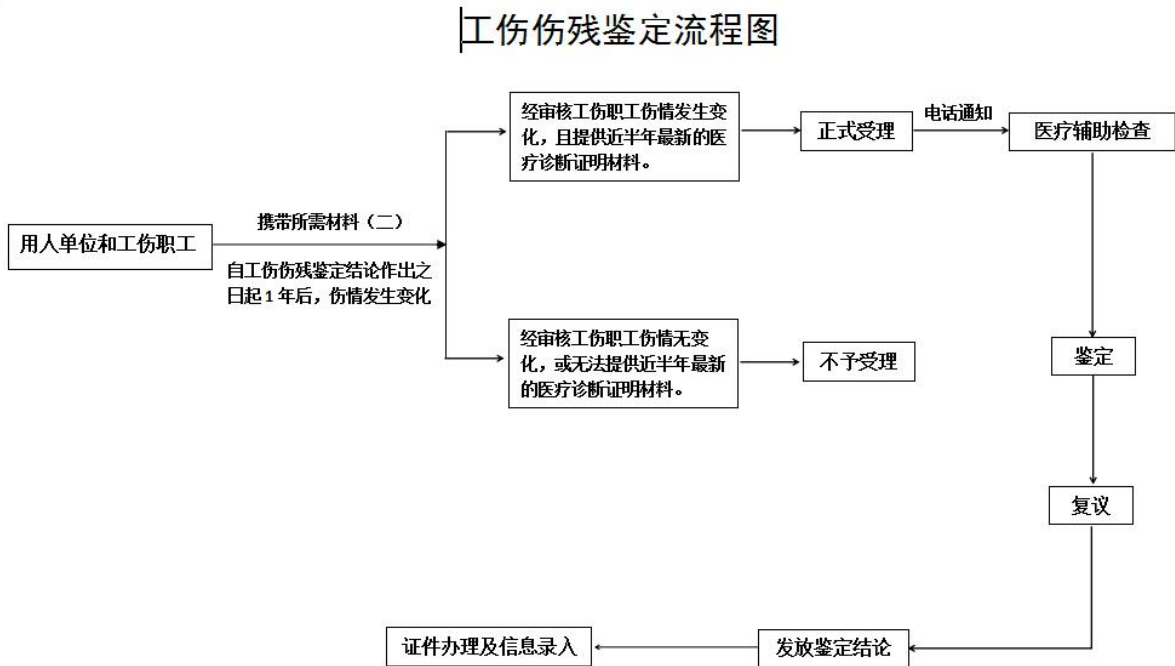 工伤伤残鉴定流程图
经审核工伤职工伤情发生变
化，且提供近半年最新的医
疗诊断证明材料。
正式受理
电话通知
医疗辅助检查
用人单位和工伤职工
携带所需材料（二）
自工伤伤残鉴定结论作出之
日起1年后，伤情发生变化
经审核工伤职工伤情无变
化，或无法提供近半年最新
的医疗诊断证明材料。
不予受理
鉴定
复议
发放鉴定结论
证件办理及信息录入